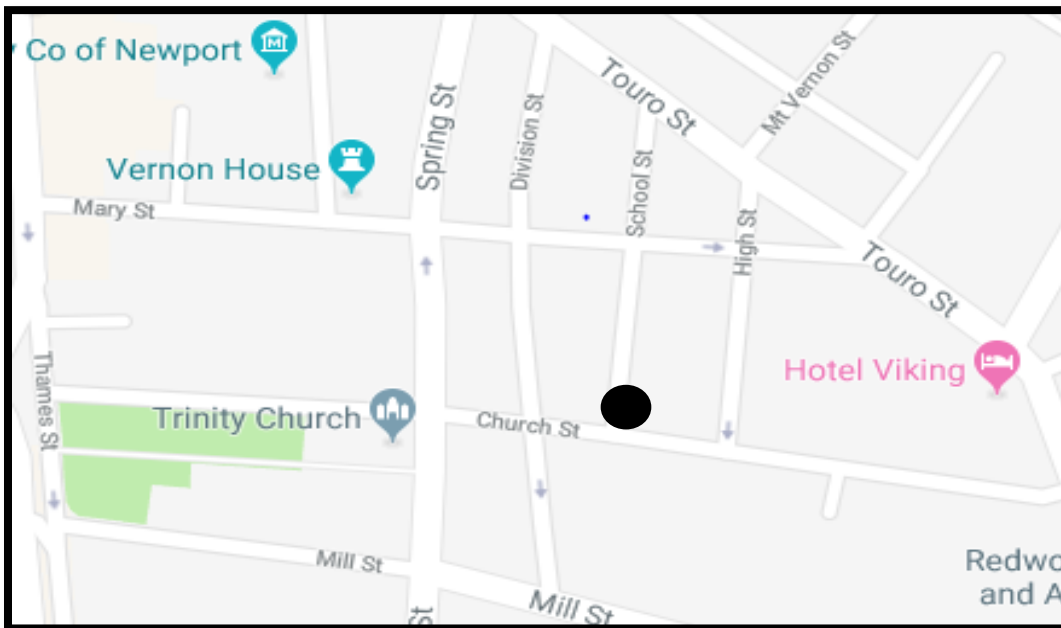 y Co of Newport
Spring St
Division St
Touro St
Mt Vernon St
Vernon House
School St
Mary St
High St
Touro St
Thames St
Hotel Viking
Trinity Church
Church St
Mill St
Redwo
and A
St
Mill St